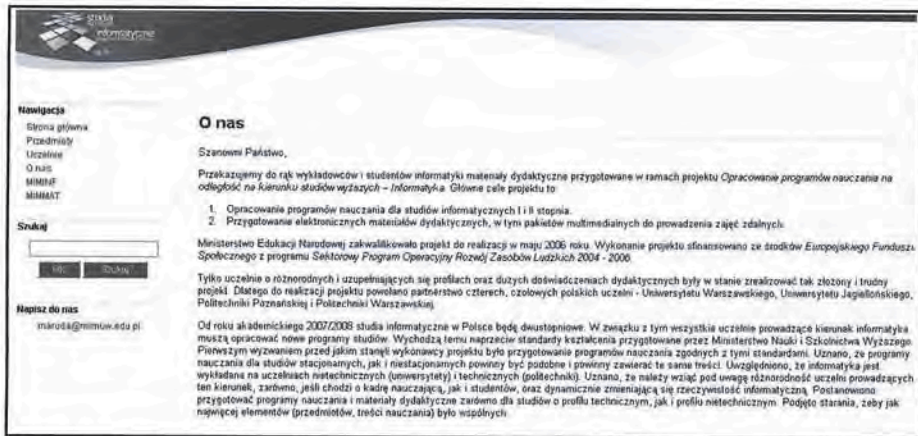 studia
informatyczne
Nawigacja
Strona główna
Przedmioty
Uczelnie
O nas
MIMINF
MIMMAT
Szukaj
Szukaj
Napisz do nas
maroda@mimuw.edu.pl
O nas
Szanowni Państwo,
Przekazujemy do rąk wykładowców i studentów informatyki materiały dydaktyczne przygotowane w ramach projektu Opracowanie programów nauczania na
odległość na kierunku studiów wyższych – Informatyka. Główne cele projektu to:
1. Opracowanie programów nauczania dla studiów informatycznych I i II stopnia.
2. Przygotowanie elektronicznych materiałów dydaktycznych, w tym pakietów multimedialnych do prowadzenia zajęć zdalnych.
Ministerstwo Edukacji Narodowej zakwalifikowało projekt do realizacji w maju 2006 roku. Wykonanie projektu sfinansowano ze środków Europejskiego Fundusz
Społecznego z programu Sektorowy Program Operacyjny Rozwój Zasobów Ludzkich 2004 - 2006.
Tylko uczelnie o różnorodnych i uzupełniających się profilach oraz dużych doświadczeniach dydaktycznych były w stanie zrealizować tak złożony i trudny
projekt. Dlatego do realizacji projektu powołano partnerstwo czterech, czołowych polskich uczelni - Uniwersytetu Warszawskiego, Uniwersytetu Jagiellońskiego,
Politechniki Poznańskiej i Politechniki Warszawskiej.
Od roku akademickiego 2007/2008 studia informatyczne w Polsce będę dwustopniowe. W związku z tym wszystkie uczelnie prowadzące kierunek informatyka
muszą opracować nowe programy studiów. Wychodzą temu naprzeciw standardy kształcenia przygotowane przez Ministerstwo Nauki i Szkolnictwa Wyższego.
Pierwszym wyzwaniem przed jakim stanęli wykonawcy projektu było przygotowanie programów nauczania zgodnych z tymi standardami. Uznano, że programy
nauczania dla studiów stacjonarnych, jak i niestacjonarnych powinny być podobne i powinny zawierać te same treści. Uwzględniono, że informatyka jest
wykładana na uczelniach nietechnicznych (uniwersytety) i technicznych (politechniki). Uznano, że należy wziąć pod uwagę różnorodność uczelni prowadzących
ten kierunek, zarówno, jeśli chodzi o kadrę nauczającą, jak i studentów, oraz dynamicznie zmieniającą się rzeczywistość informatyczną. Postanowiono
przygotować programy nauczania i materiały dydaktyczne zarówno dla studiów o profilu technicznym, jak i profilu nietechnicznym. Podjęto starania, żeby jak
najwięcej elementów (przedmiotów, treści nauczania) było wspólnych.